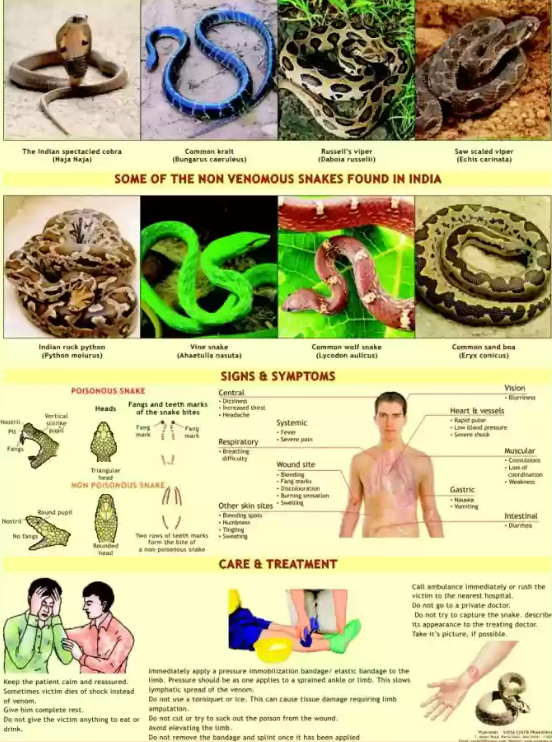 The Indian spectacled cobra
(Naja Naja)
Common krait
(Bungarus caeruleus)
Russell's viper
(Daboia russelii)
Saw scaled viper
(Echis carinata)
SOME OF THE NON VENOMOUS SNAKES FOUND IN INDIA
Indian rock python
(Python molurus)
Vine snake
(Ahaetulla nasuta)
Common wolf snake
(Lycodon aulicus)
Common sand boa
(Eryx conicus)
SIGNS & SYMPTOMS
POISONOUS SNAKE
Nostril
Pit
Fangs
Vertical
slitlike
pupil
Heads
Triangular
head
Fangs and teeth marks
of the snake bites
Fang
mark
Fang
mark
NON POISONOUS SNAKE
Round pupil
Nostril
No fangs
Rounded
head
Two rows of teeth marks
form the bite of
a non-poisonous snake
Central
• Dizziness
• Increased thirst
• Headache
Systemic
• Fever
• Severe pain
Respiratory
• Breathing
difficulty
Wound site
• Bleeding
• Fang marks
• Discolouration
• Burning sensation
• Swelling
Other skin sites
• Bleeding spots
• Numbness
• Tingling
• Sweating
Vision
• Blurriness
Heart & vessels
• Rapid pulse
• Low blood pressure
• Severe shock
Muscular
• Convulsions
• Loss of
coordination
• Weakness
Gastric
• Nausea
• Vomiting
Intestinal
• Diarrhea
CARE & TREATMENT
Keep the patient calm and reassured.
Sometimes victim dies of shock instead
of venom.
Give him complete rest.
Do not give the victim anything to eat or
drink.
Immediately apply a pressure immobilization bandage/ elastic bandage to the
limb. Pressure should be as one applies to a sprained ankle or limb. This slows
lymphatic spread of the venom.
Do not use a torniquet or ice. This can cause tissue damage requiring limb
amputation.
Do not cut or try to suck out the poison from the wound.
Avoid elevating the limb.
Do not remove the bandage and splint once it has been applied
Call ambulance immediately or rush the
victim to the nearest hospital.
Do not go to a private doctor.
Do not try to capture the snake. describe
its appearance to the treating doctor.
Take it's picture, if possible.